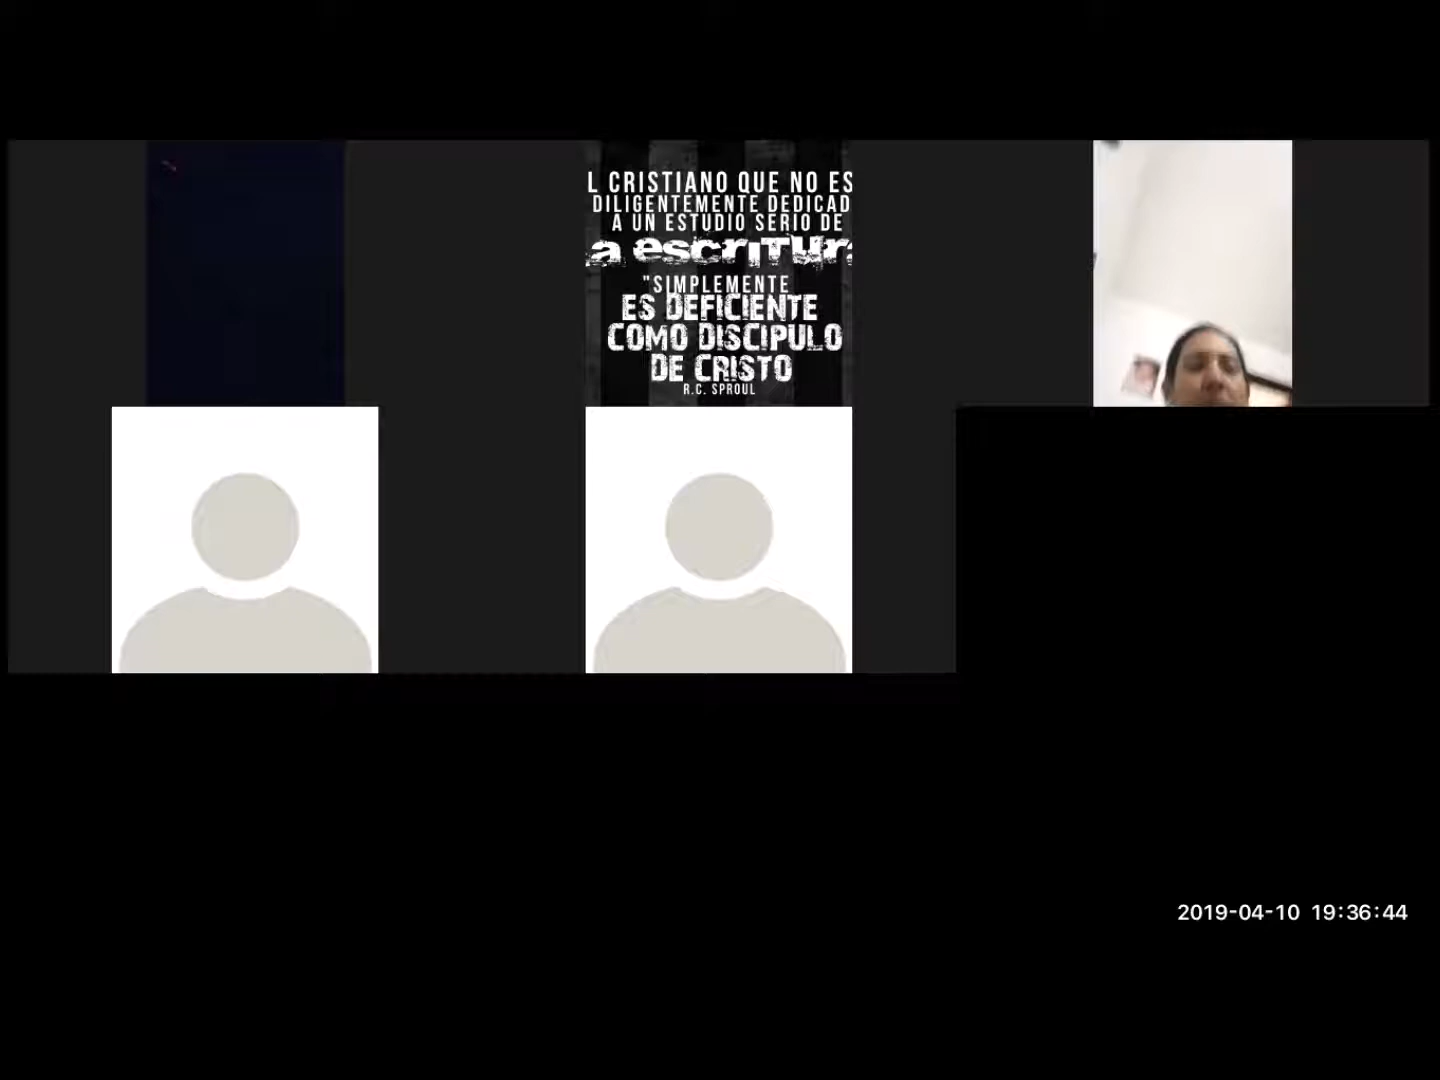 L CRISTIANO QUE NO ES
DILIGENTEMENTE DEDICAD
A UN ESTUDIO SERIO DE
a escritura
"SIMPLEMENTE
ES DEFICIENTE
COMO DISCIPULO
DE CRISTO
R.C. SPROUL
2019-04-10 19:36:44